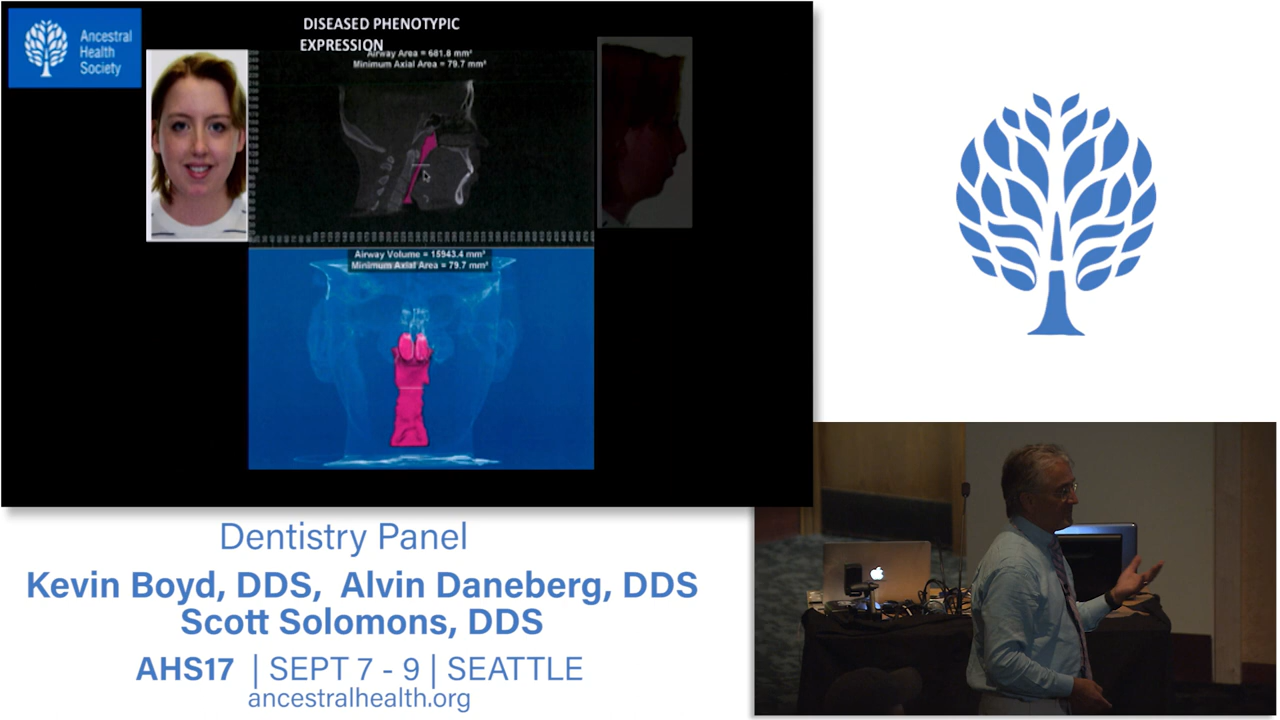 Ancestral
Health
Society
DISEASED PHENOTYPIC
EXPRESSION
Airway Area = 681.8 mm²
Minimum Axial Area = 79.7 mm²
Airway Volume = 15943.4 mm³
Minimum Axial Area = 79.7 mm²
Dentistry Panel
Kevin Boyd, DDS, Alvin Daneberg, DDS
Scott Solomons, DDS
AHS17 | SEPT 7 - 9 | SEATTLE
ancestralhealth.org